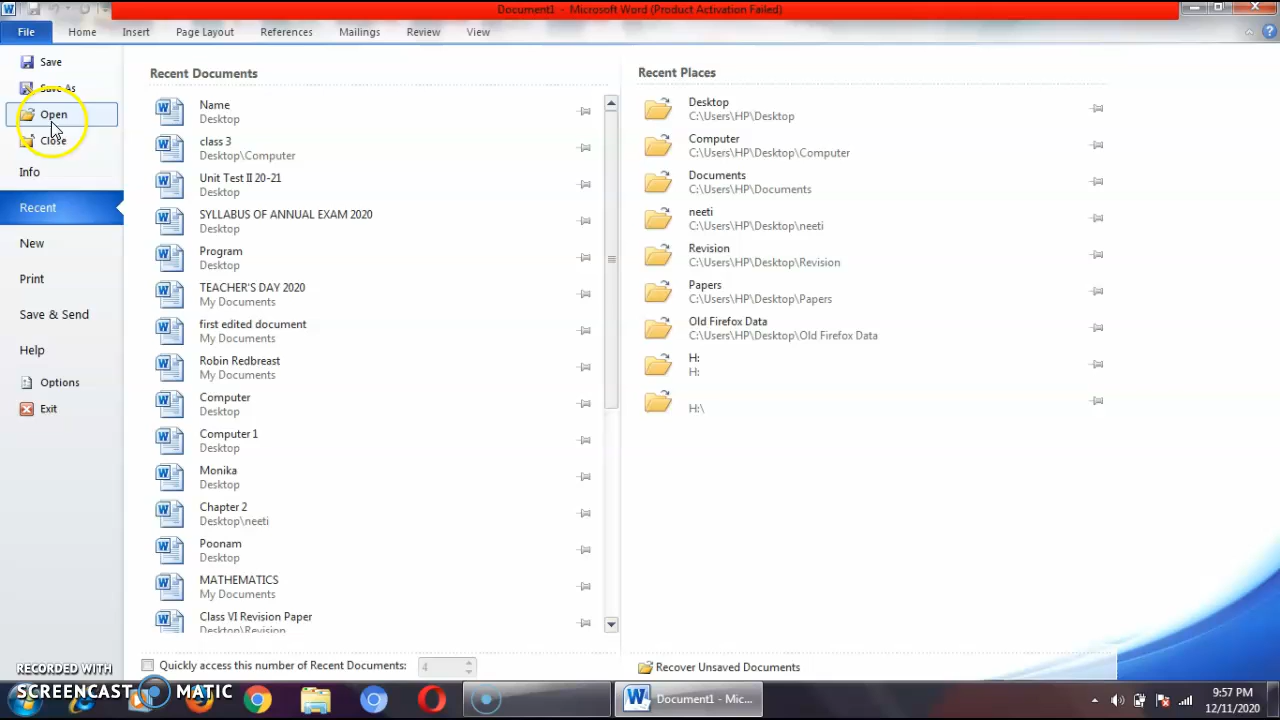 Document1 - Microsoft Word (Product Activation Failed)
File Home Insert Page Layout References Mailings Review View
Save
Save As
Open
Close
Info
Recent
New
Print
Save & Send
Help
Options
Exit
Recent Documents
Name
Desktop
class 3
Desktop\Computer
Unit Test II 20-21
Desktop
SYLLABUS OF ANNUAL EXAM 2020
Desktop
Program
Desktop
TEACHER'S DAY 2020
My Documents
first edited document
My Documents
Robin Redbreast
My Documents
Computer
Desktop
Computer 1
Desktop
Monika
Desktop
Chapter 2
Desktop\neeti
Poonam
Desktop
MATHEMATICS
My Documents
Class VI Revision Paper
Desktop\Revision
Quickly access this number of Recent Documents: 4
Recent Places
Desktop
C:\Users\HP\Desktop
Computer
C:\Users\HP\Desktop\Computer
Documents
C:\Users\HP\Documents
neeti
C:\Users\HP\Desktop\neeti
Revision
C:\Users\HP\Desktop\Revision
Papers
C:\Users\HP\Desktop\Papers
Old Firefox Data
C:\Users\HP\Desktop\Old Firefox Data
H:
H:
H:\
Recover Unsaved Documents
RECORDED WITH
SCREENCAST MATIC
Document1 - Mic...
9:57 PM
12/11/2020